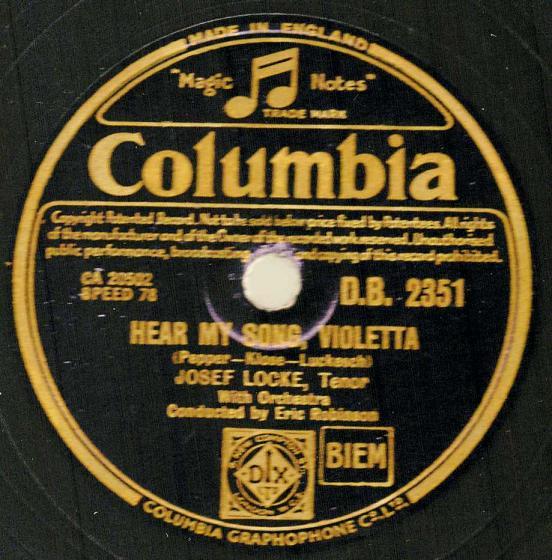 MADE IN ENGLAND
"Magic Notes"
TRADE MARK
Columbia
Copyright Patented Record. Not to be sold below price fixed by Patentees. All rights
of the manufacturer and of the Owner of the recorded work reserved. Unauthorised
public performance, broadcasting and copying of this record prohibited.
CA 20502
SPEED 78
D.B. 2351
HEAR MY SONG, VIOLETTA
(Pepper—Klose—Luckesch)
JOSEF LOCKE, Tenor
With Orchestra
Conducted by Eric Robinson
DIX
BIEM
COLUMBIA GRAPHOPHONE Co. LTD.